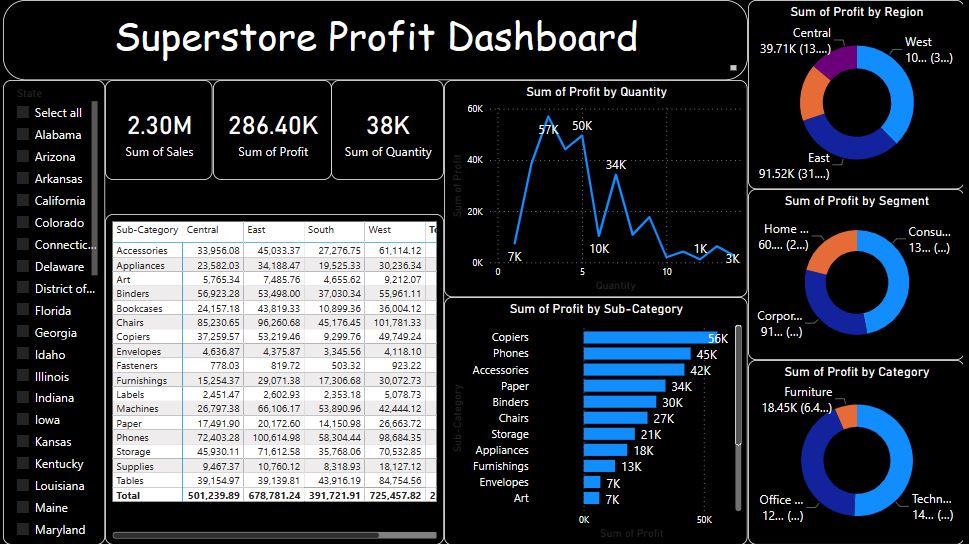 Superstore Profit Dashboard
State
Select all
Alabama
Arizona
Arkansas
California
Colorado
Connectic...
Delaware
District of...
Florida
Georgia
Idaho
Illinois
Indiana
Iowa
Kansas
Kentucky
Louisiana
Maine
Maryland
2.30M
Sum of Sales
286.40K
Sum of Profit
38K
Sum of Quantity
Sub-Category Central East South West To
Accessories 33,956.08 45,033.37 27,276.75 61,114.12
Appliances 23,582.03 34,188.47 19,525.33 30,236.34
Art 5,765.34 7,485.76 4,655.62 9,212.07
Binders 56,923.28 53,498.00 37,030.34 55,961.11
Bookcases 24,157.18 43,819.33 10,899.36 36,004.12
Chairs 85,230.65 96,260.68 45,176.45 101,781.33
Copiers 37,259.57 53,219.46 9,299.76 49,749.24
Envelopes 4,636.87 4,375.87 3,345.56 4,118.10
Fasteners 778.03 819.72 503.32 923.22
Furnishings 15,254.37 29,071.38 17,306.68 30,072.73
Labels 2,451.47 2,602.93 2,353.18 5,078.73
Machines 26,797.38 66,106.17 53,890.96 42,444.12
Paper 17,491.90 20,172.60 14,150.98 26,663.72
Phones 72,403.28 100,614.98 58,304.44 98,684.35
Storage 45,930.11 71,612.58 35,768.06 70,532.85
Supplies 9,467.37 10,760.12 8,318.93 18,127.12
Tables 39,154.97 39,139.81 43,916.19 84,754.56
Total 501,239.89 678,781.24 391,721.91 725,457.82 2
Sum of Profit by Quantity
Sum of Profit
60K
40K
20K
0K
7K
57K
50K
10K
34K
1K
3K
0
5
10
Quantity
Sum of Profit by Sub-Category
Sub-Category
Copiers 56K
Phones 45K
Accessories 42K
Paper 34K
Binders 30K
Chairs 27K
Storage 21K
Appliances 18K
Furnishings 13K
Envelopes 7K
Art 7K
0K 50K
Sum of Profit
Sum of Profit by Region
Central
39.71K (13....)
West
10... (3...)
East
91.52K (31....)
Sum of Profit by Segment
Home ...
60.... (2...)
Consu...
13... (...)
Corpor...
91... (...)
Sum of Profit by Category
Furniture
18.45K (6.4...)
Office ...
12... (...)
Techn...
14... (...)